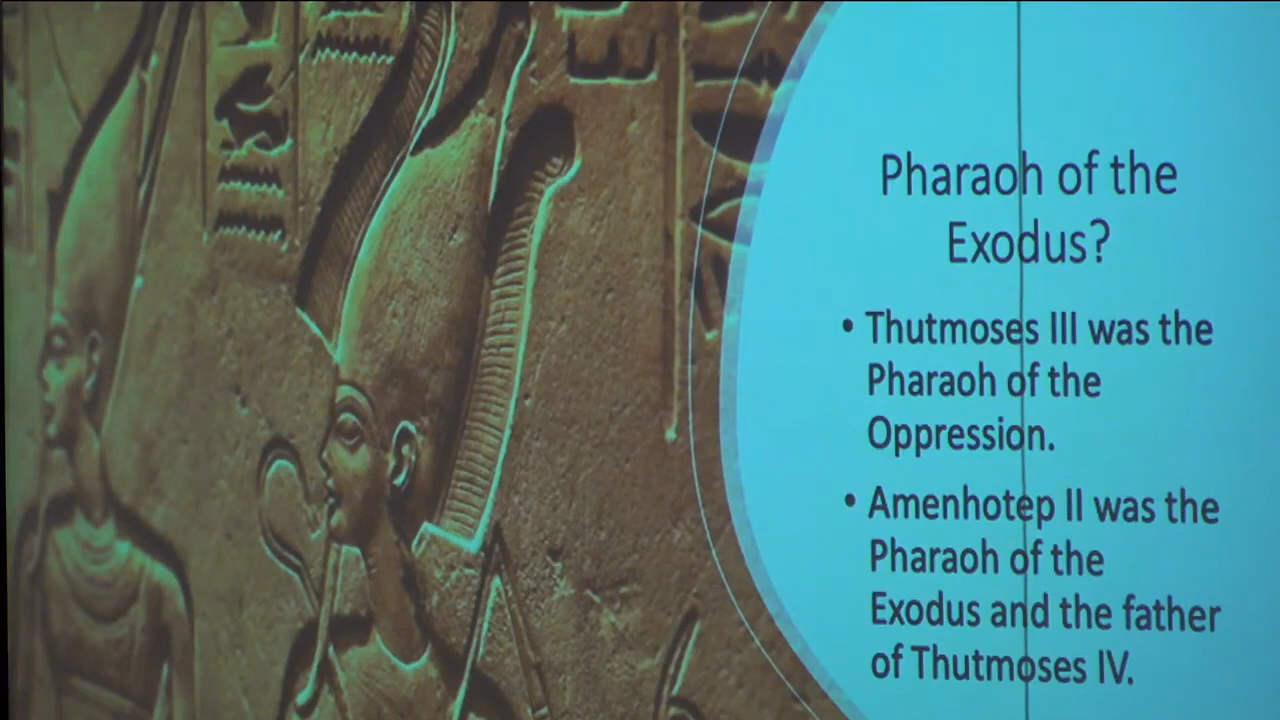 Pharaoh of the
Exodus?
• Thutmoses III was the
Pharaoh of the
Oppression.
• Amenhotep II was the
Pharaoh of the
Exodus and the father
of Thutmoses IV.